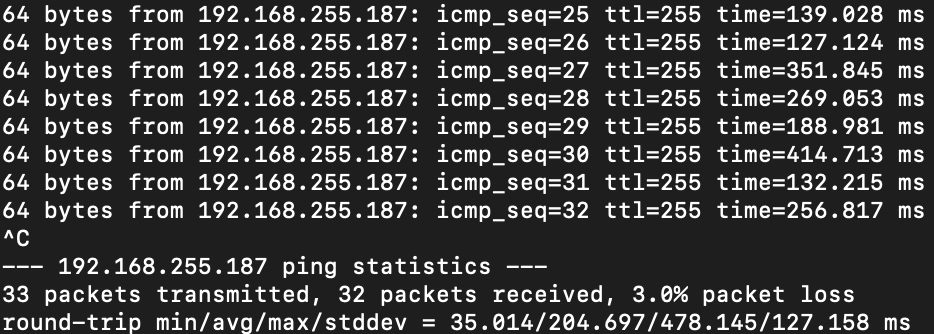 64 bytes from 192.168.255.187: icmp_seq=25 ttl=255 time=139.028 ms
64 bytes from 192.168.255.187: icmp_seq=26 ttl=255 time=127.124 ms
64 bytes from 192.168.255.187: icmp_seq=27 ttl=255 time=351.845 ms
64 bytes from 192.168.255.187: icmp_seq=28 ttl=255 time=269.053 ms
64 bytes from 192.168.255.187: icmp_seq=29 ttl=255 time=188.981 ms
64 bytes from 192.168.255.187: icmp_seq=30 ttl=255 time=414.713 ms
64 bytes from 192.168.255.187: icmp_seq=31 ttl=255 time=132.215 ms
64 bytes from 192.168.255.187: icmp_seq=32 ttl=255 time=256.817 ms
^C
--- 192.168.255.187 ping statistics ---
33 packets transmitted, 32 packets received, 3.0% packet loss
round-trip min/avg/max/stddev = 35.014/204.697/478.145/127.158 ms